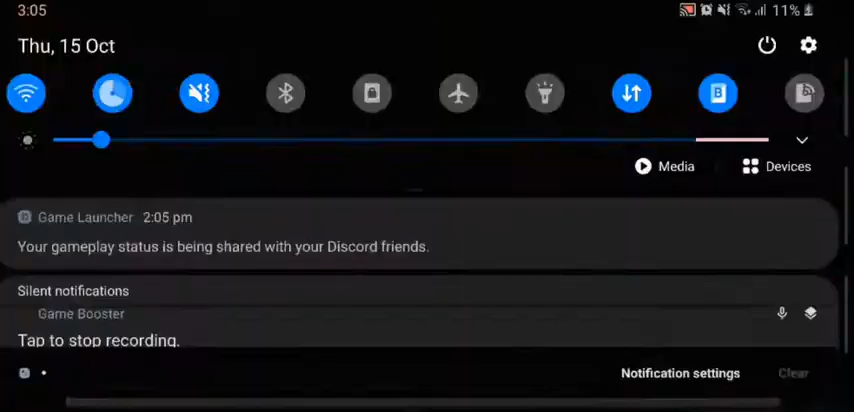 3:05
11%
Thu, 15 Oct
B
Media
Devices
Game Launcher 2:05 pm
Your gameplay status is being shared with your Discord friends.
Silent notifications
Game Booster
Tap to stop recording.
Notification settings
Clear